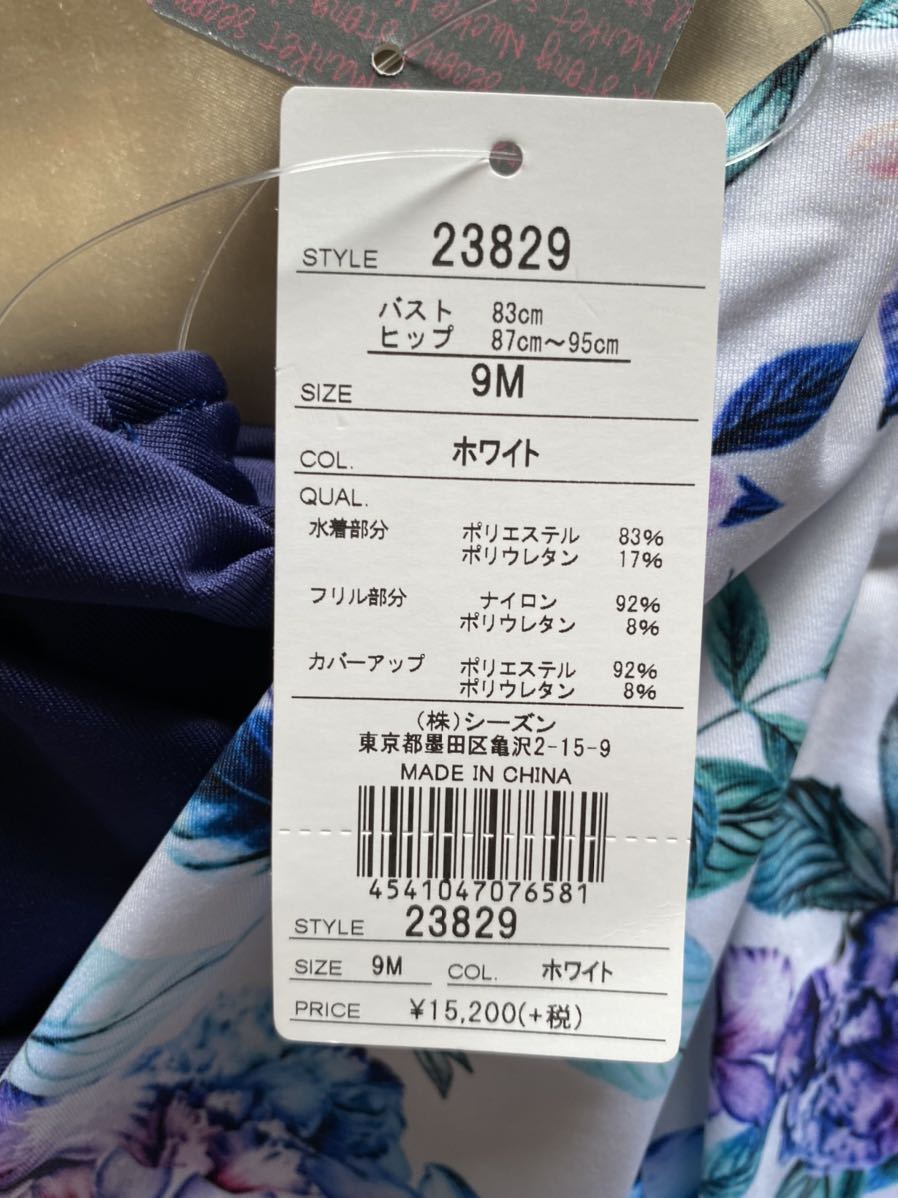 STYLE 23829
バスト 83cm
ヒップ 87cm～95cm
SIZE 9M
COL. ホワイト
QUAL.
水着部分 ポリエステル 83%
ポリウレタン 17%
フリル部分 ナイロン 92%
ポリウレタン 8%
カバーアップ ポリエステル 92%
ポリウレタン 8%
(株)シーズン
東京都墨田区亀沢2-15-9
MADE IN CHINA
4541047076581
STYLE 23829
SIZE 9M COL. ホワイト
PRICE ¥15,200(+税)